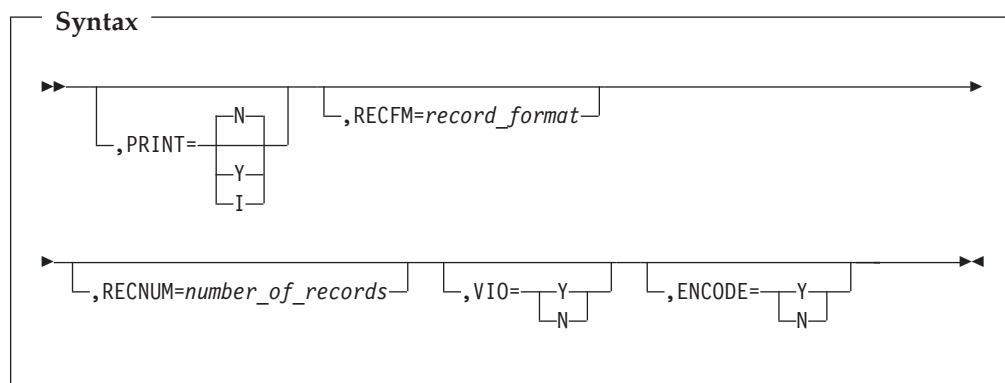 Syntax
,PRINT= N
Y
I
,RECFM=record_format
,RECNUM=number_of_records
,VIO= Y
N
,ENCODE= Y
N